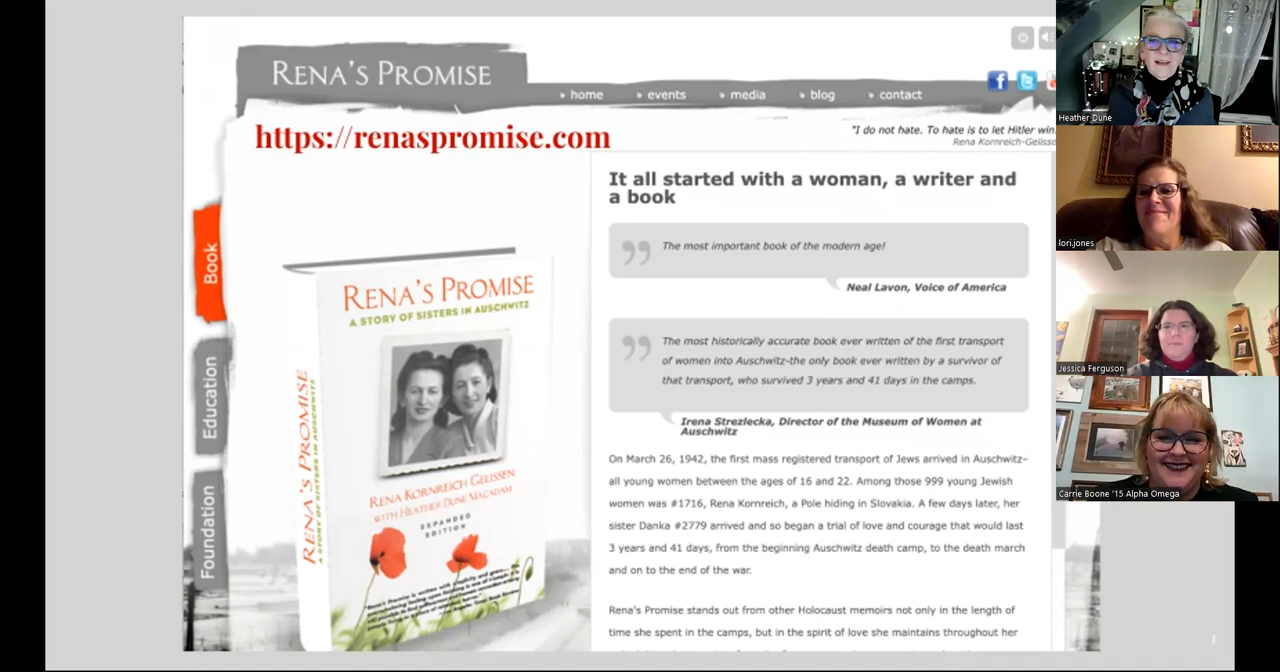 RENA'S PROMISE
» home » events » media » blog » contact
https://renaspromise.com
"I do not hate. To hate is to let Hitler win.
Rena Kornreich-Gelisse
Book
Education
Foundation
RENA'S PROMISE
A STORY OF SISTERS IN AUSCHWITZ
RENA KORNREICH GELISSEN
WITH HEATHER DUNE MACADAM
EXPANDED
EDITION
RENA'S PROMISE
A STORY OF SISTERS IN AUSCHWITZ
It all started with a woman, a writer and
a book
The most important book of the modern age!
Neal Lavon, Voice of America
The most historically accurate book ever written of the first transport
of women into Auschwitz-the only book ever written by a survivor of
that transport, who survived 3 years and 41 days in the camps.
Irena Strezlecka, Director of the Museum of Women at
Auschwitz
On March 26, 1942, the first mass registered transport of Jews arrived in Auschwitz–
all young women between the ages of 16 and 22. Among those 999 young Jewish
women was #1716, Rena Kornreich, a Pole hiding in Slovakia. A few days later, her
sister Danka #2779 arrived and so began a trial of love and courage that would last
3 years and 41 days, from the beginning Auschwitz death camp, to the death march
and on to the end of the war.
Rena's Promise stands out from other Holocaust memoirs not only in the length of
time she spent in the camps, but in the spirit of love she maintains throughout her
Heather Dune
lori.jones
Jessica Ferguson
Carrie Boone '15 Alpha Omega